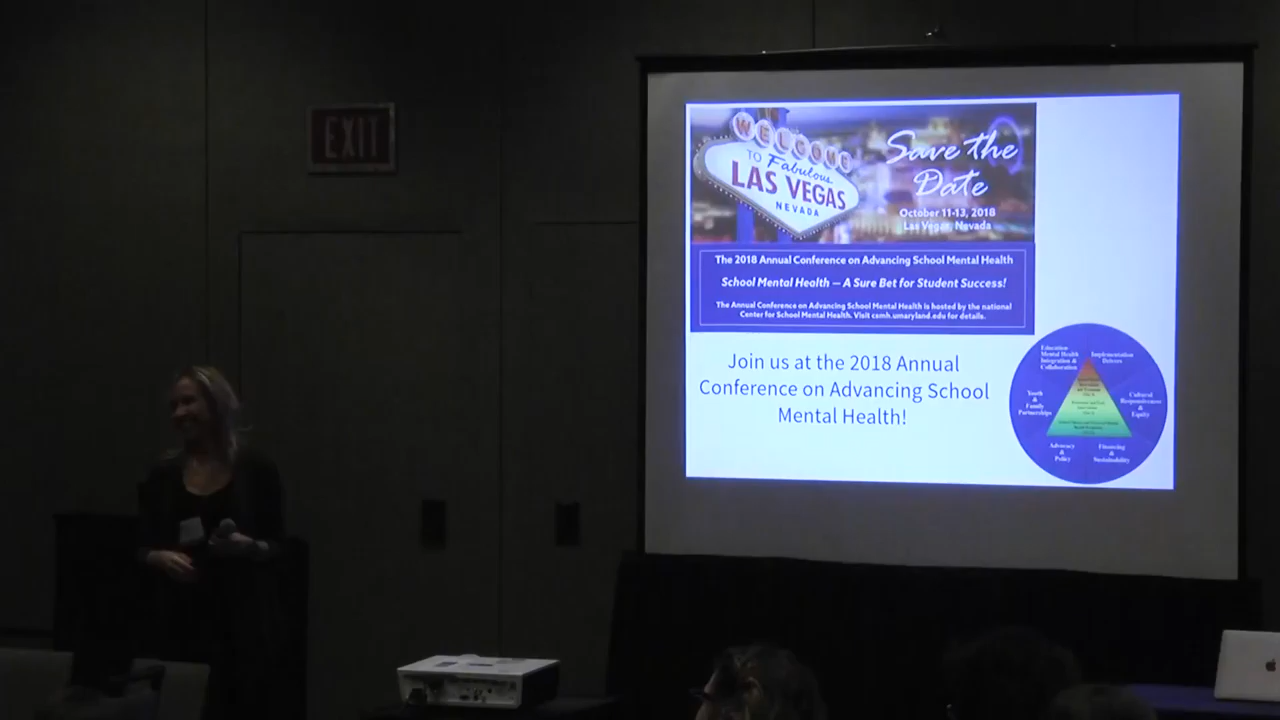 EXIT
WELCOME
TO Fabulous
LAS VEGAS
NEVADA
Save the
Date
October 11-13, 2018
Las Vegas, Nevada
The 2018 Annual Conference on Advancing School Mental Health
School Mental Health — A Sure Bet for Student Success!
The Annual Conference on Advancing School Mental Health is hosted by the national
Center for School Mental Health. Visit csmh.umaryland.edu for details.
Join us at the 2018 Annual
Conference on Advancing School
Mental Health!
Education
Mental Health
Integration &
Collaboration
Implementation
Drivers
Youth
&
Family
Partnerships
Cultural
Responsiveness
&
Equity
Advocacy
&
Policy
Financing
&
Sustainability